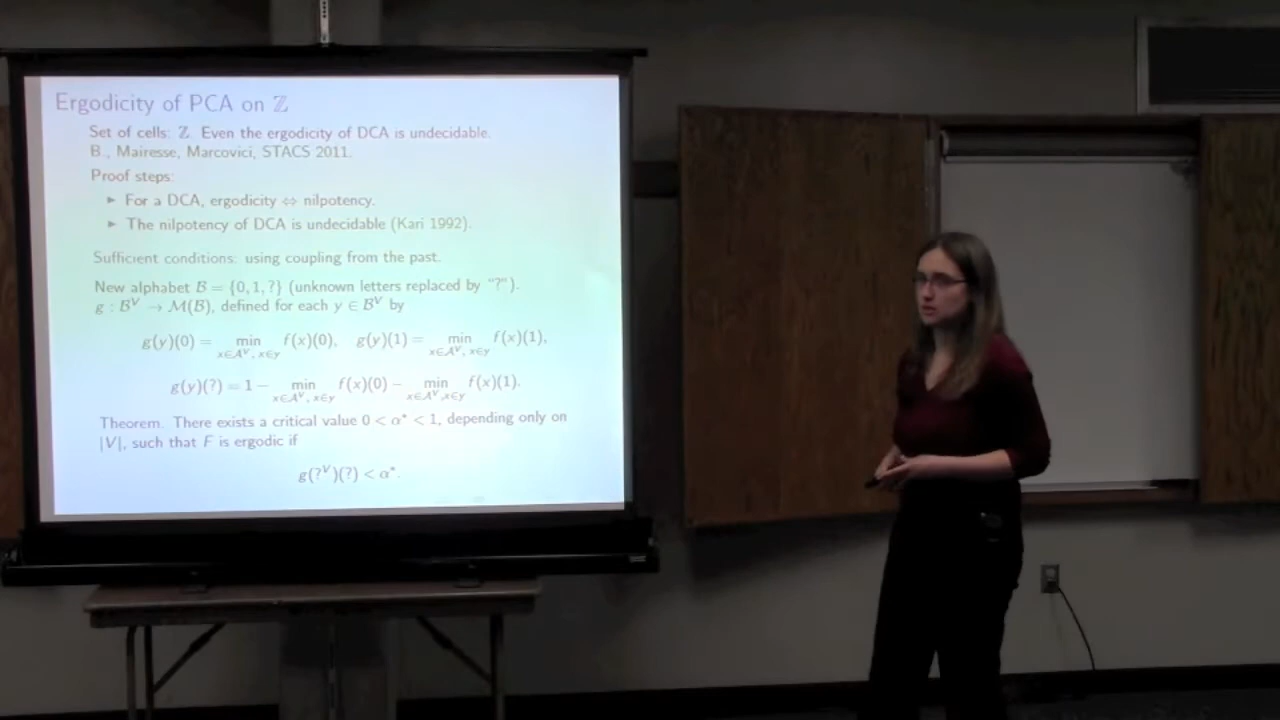 Ergodicity of PCA on ℤ
Set of cells: ℤ. Even the ergodicity of DCA is undecidable.
B., Mairesse, Marcovici, STACS 2011.
Proof steps:
▶ For a DCA, ergodicity ⇔ nilpotency.
▶ The nilpotency of DCA is undecidable (Kari 1992).
Sufficient conditions: using coupling from the past.
New alphabet ℬ = {0, 1, ?} (unknown letters replaced by "?").
g : ℬ^V → ℳ(ℬ), defined for each y ∈ ℬ^V by
g(y)(0) = min_{x∈𝒜^V, x∈y} f(x)(0), g(y)(1) = min_{x∈𝒜^V, x∈y} f(x)(1),
g(y)(?) = 1 − min_{x∈𝒜^V, x∈y} f(x)(0) − min_{x∈𝒜^V, x∈y} f(x)(1).
Theorem. There exists a critical value 0 < α* < 1, depending only on
|V|, such that F is ergodic if
g(?^V)(?) < α*.